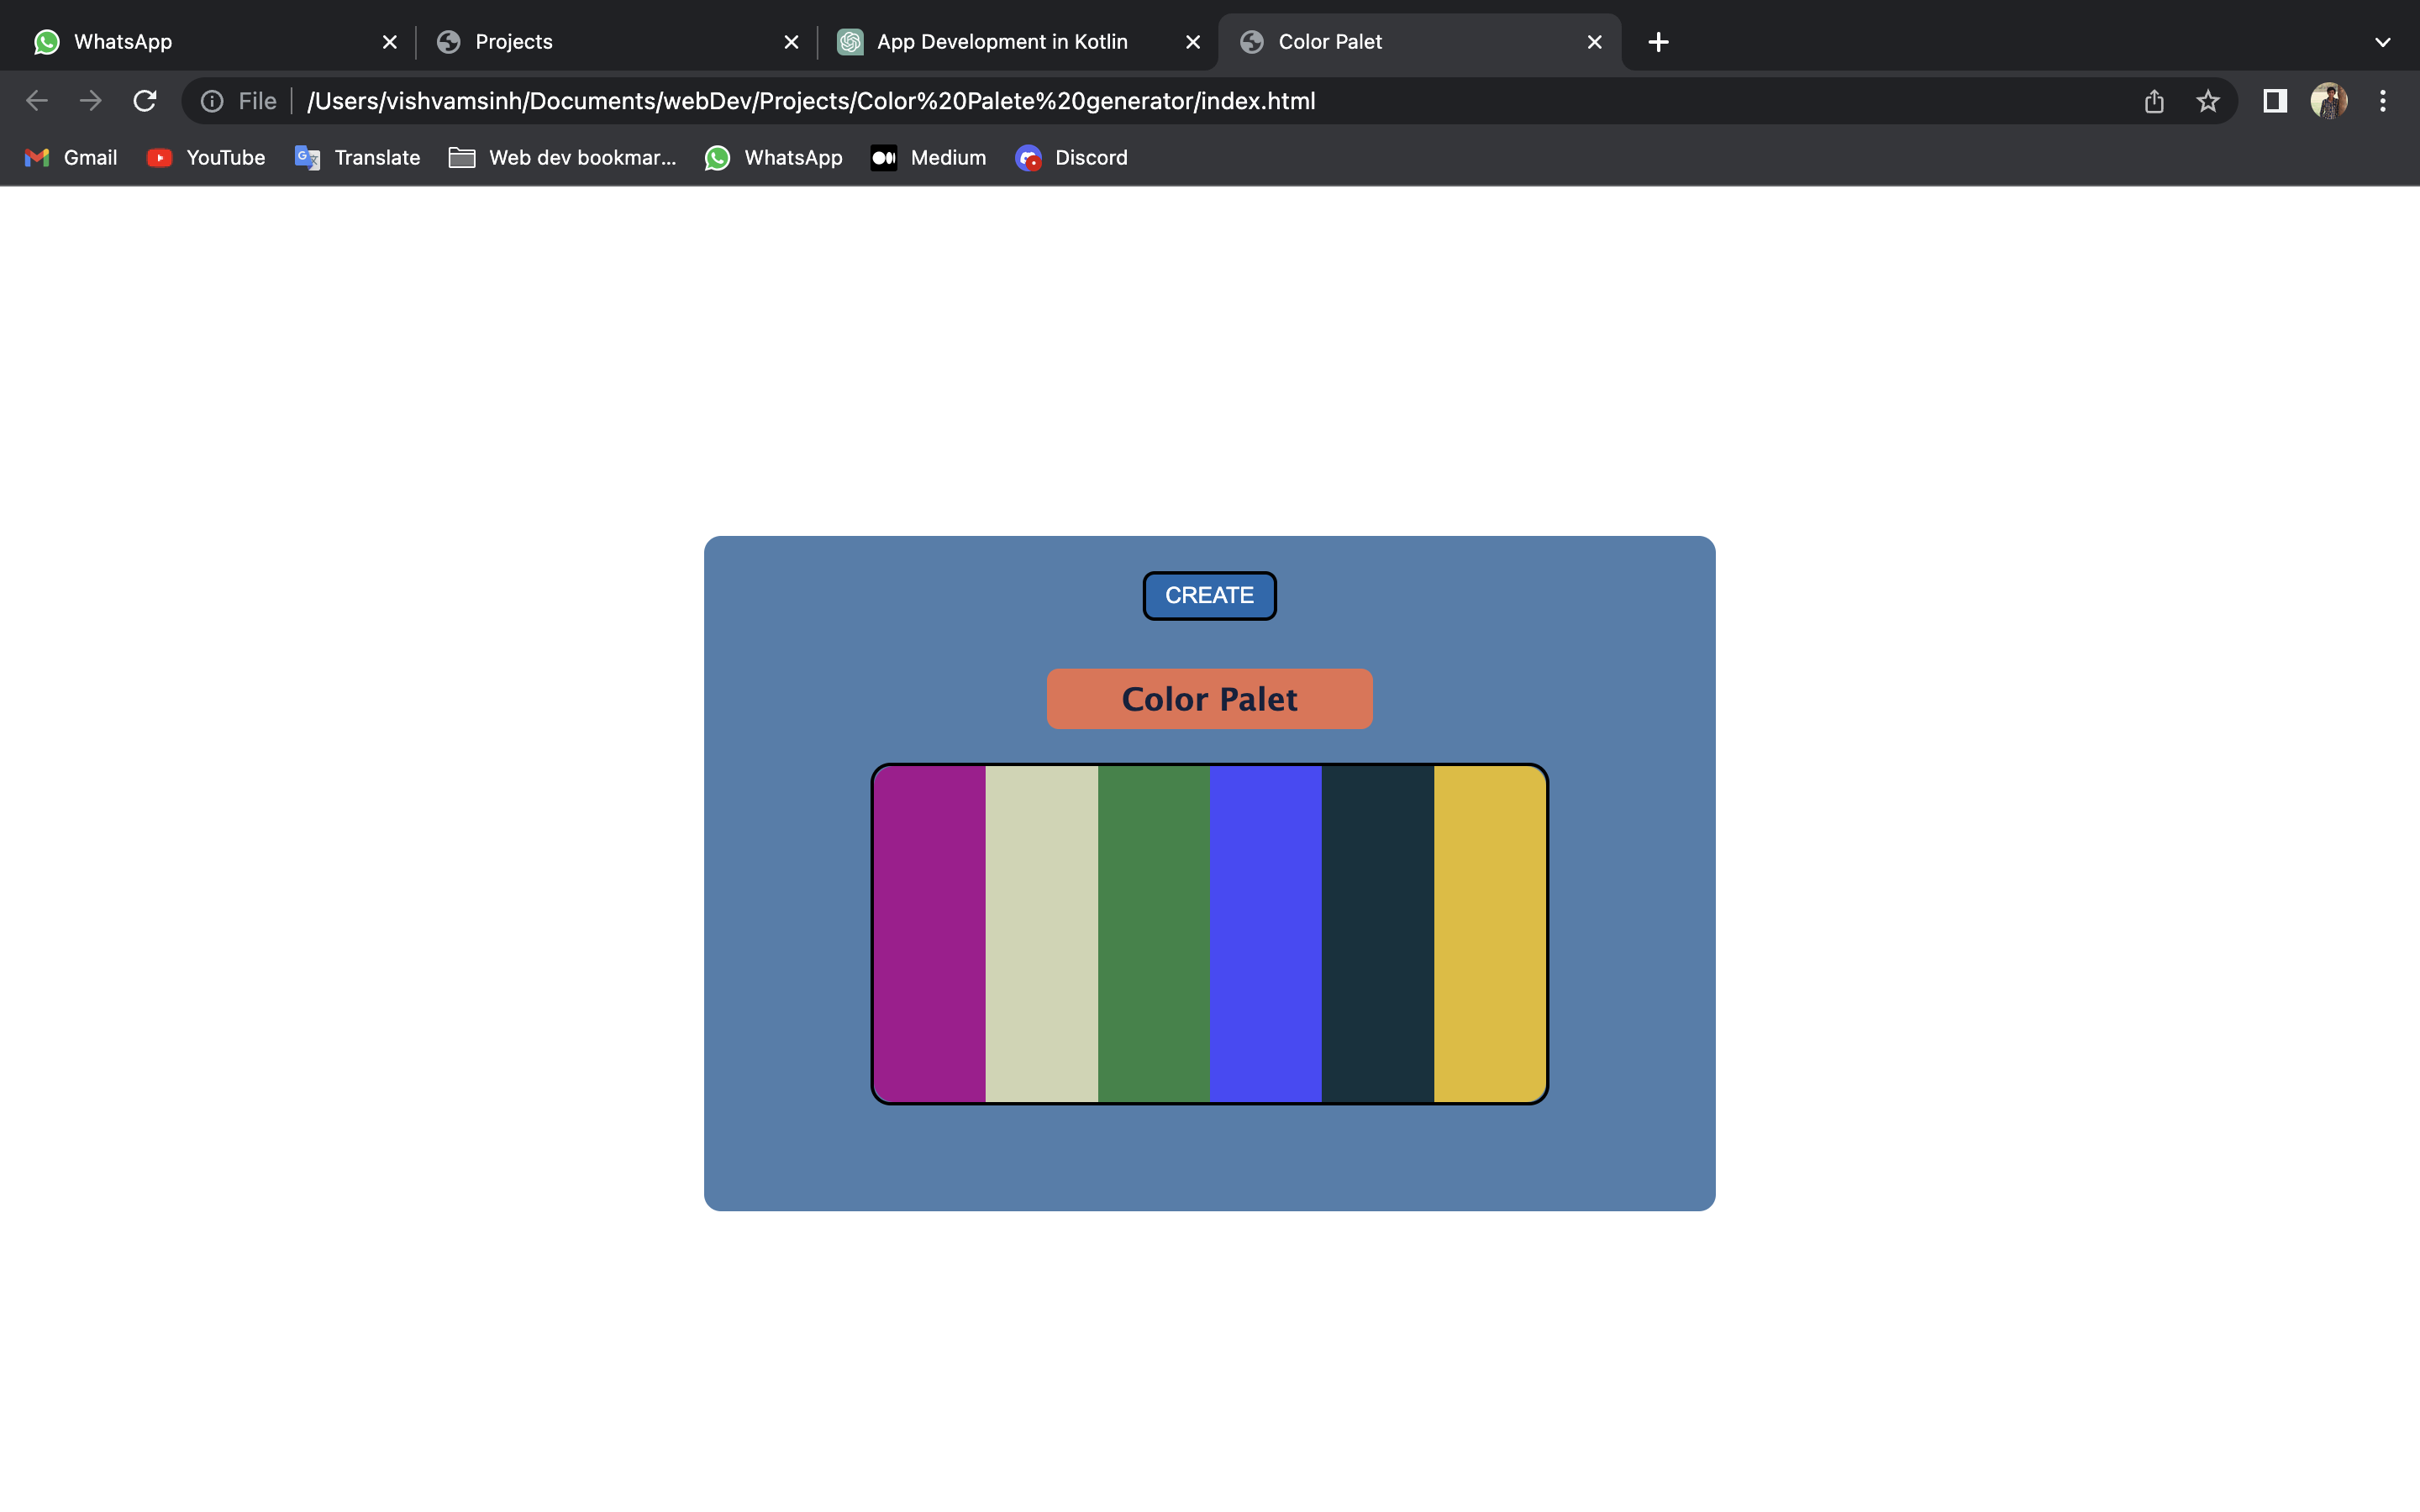 WhatsApp
Projects
App Development in Kotlin
Color Palet
File
/Users/vishvamsinh/Documents/webDev/Projects/Color%20Palete%20generator/index.html
Gmail
YouTube
Translate
Web dev bookmar...
WhatsApp
Medium
Discord
CREATE
Color Palet